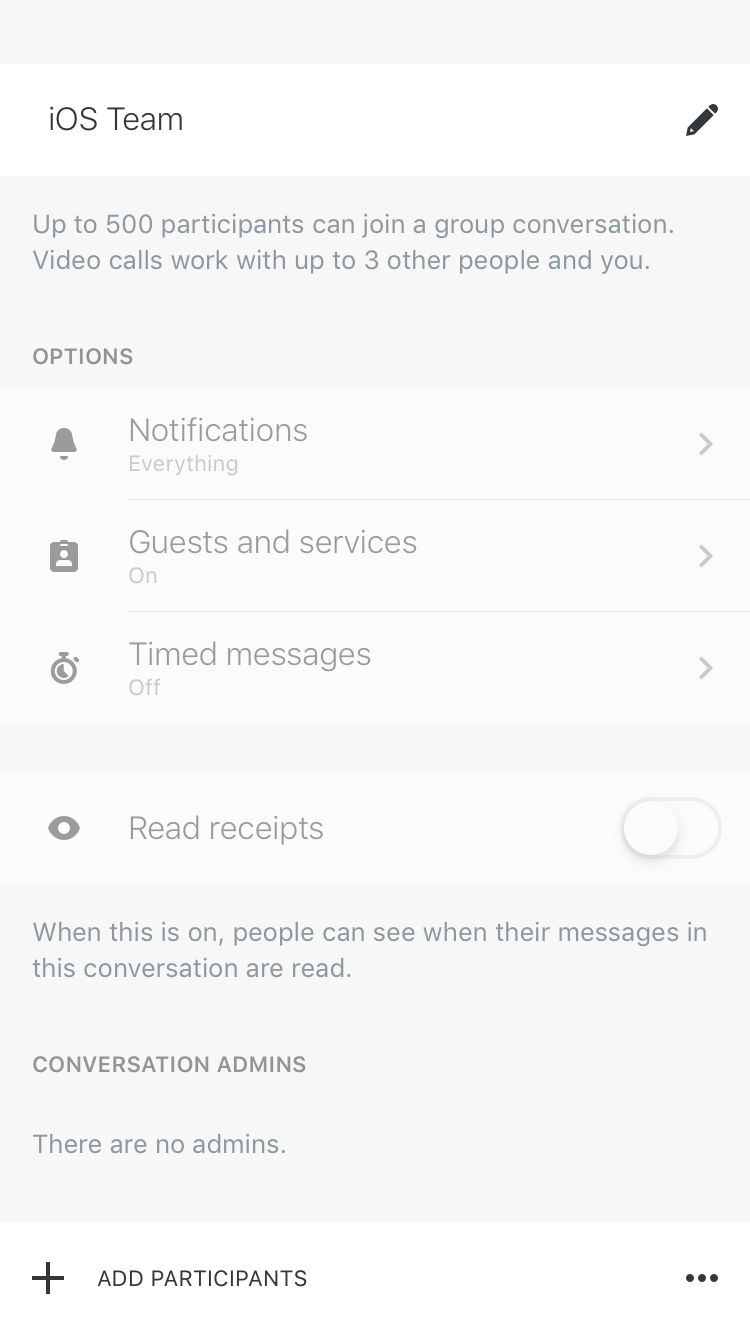 iOS Team
Up to 500 participants can join a group conversation.
Video calls work with up to 3 other people and you.
OPTIONS
Notifications
Everything
Guests and services
On
Timed messages
Off
Read receipts
When this is on, people can see when their messages in
this conversation are read.
CONVERSATION ADMINS
There are no admins.
ADD PARTICIPANTS